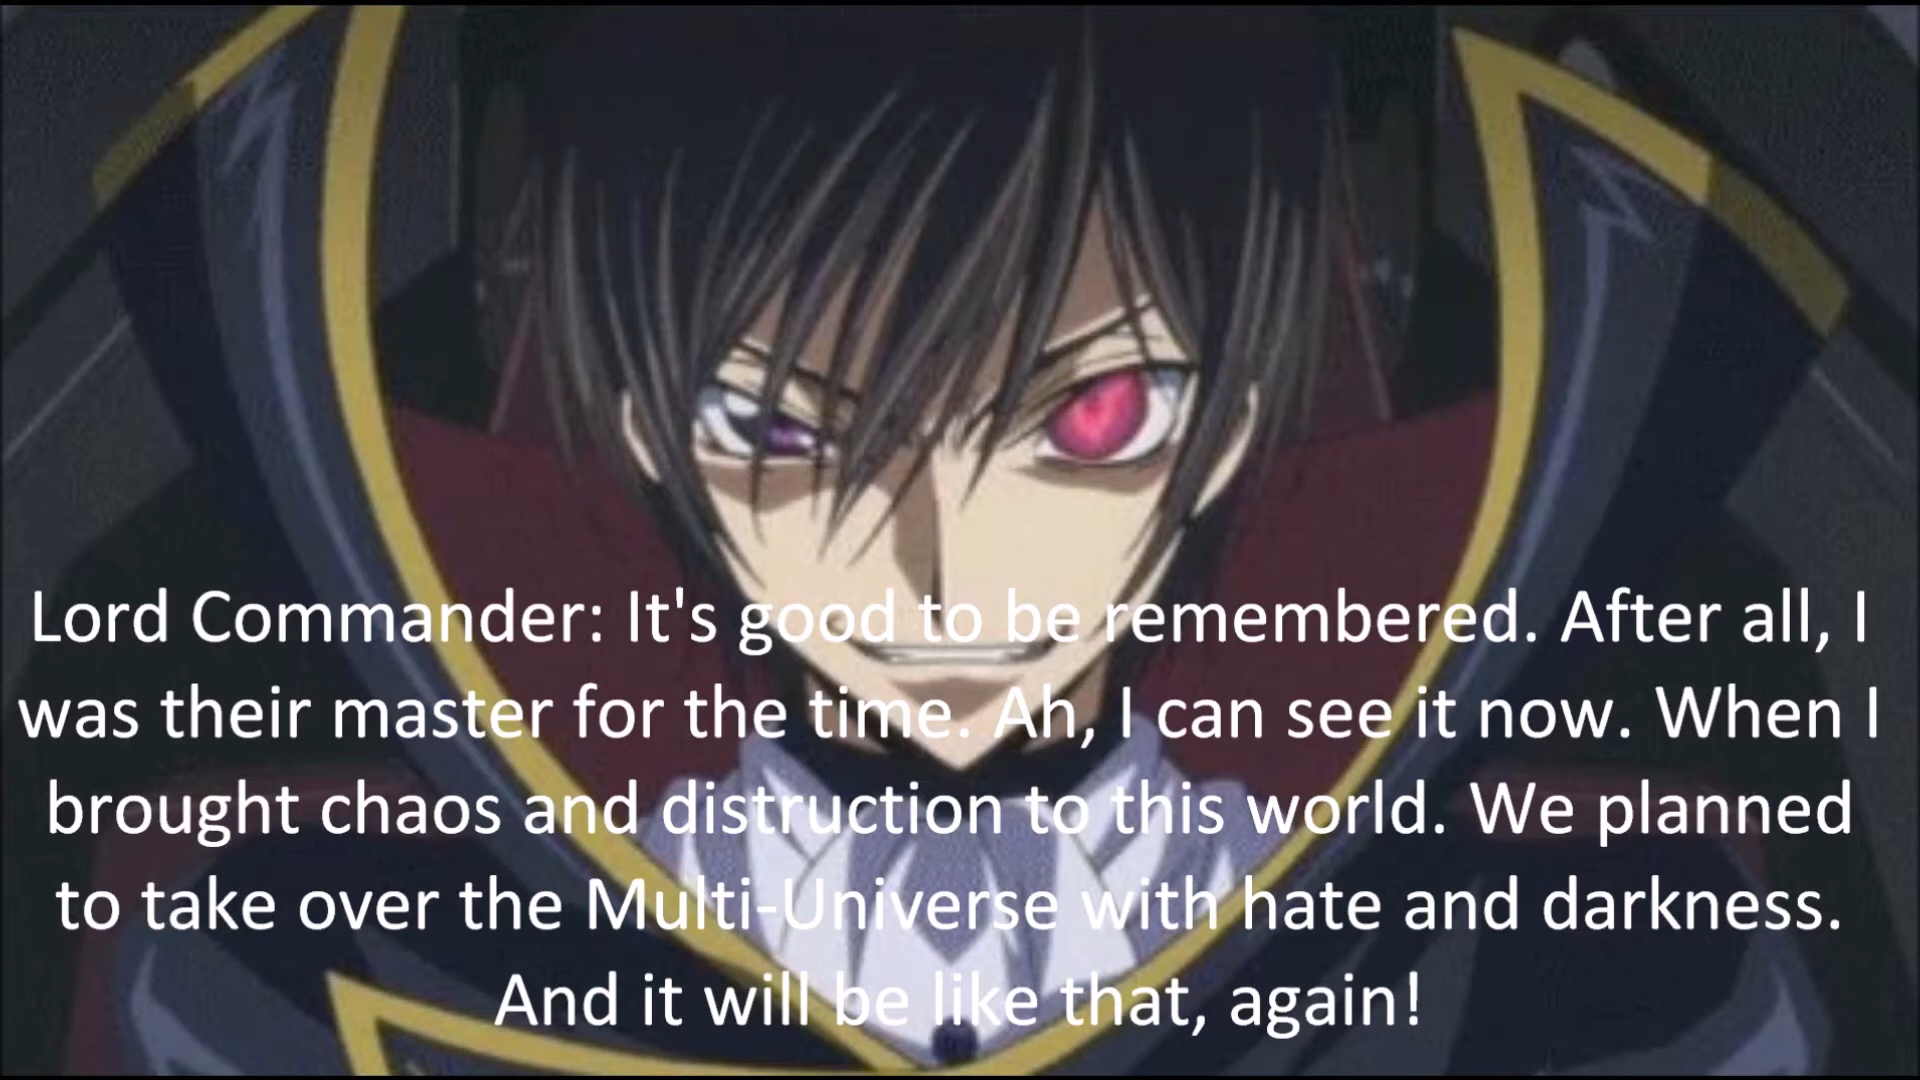 Lord Commander: It's good to be remembered. After all, I
was their master for the time. Ah, I can see it now. When I
brought chaos and distruction to this world. We planned
to take over the Multi-Universe with hate and darkness.
And it will be like that, again!